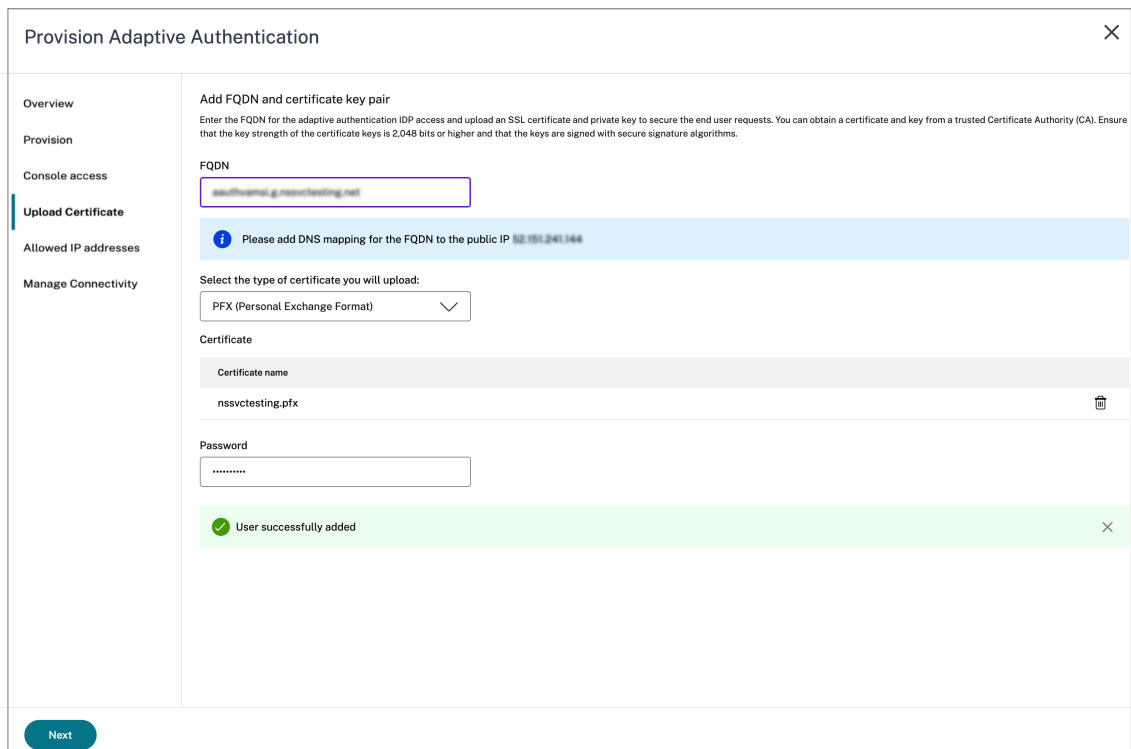 Provision Adaptive Authentication
Overview
Provision
Console access
Upload Certificate
Allowed IP addresses
Manage Connectivity
Add FQDN and certificate key pair
Enter the FQDN for the adaptive authentication IDP access and upload an SSL certificate and private key to secure the end user requests. You can obtain a certificate and key from a trusted Certificate Authority (CA). Ensure
that the key strength of the certificate keys is 2,048 bits or higher and that the keys are signed with secure signature algorithms.
FQDN
Please add DNS mapping for the FQDN to the public IP
Select the type of certificate you will upload:
PFX (Personal Exchange Format)
Certificate
Certificate name
nssvctesting.pfx
Password
••••••••••
User successfully added
Next